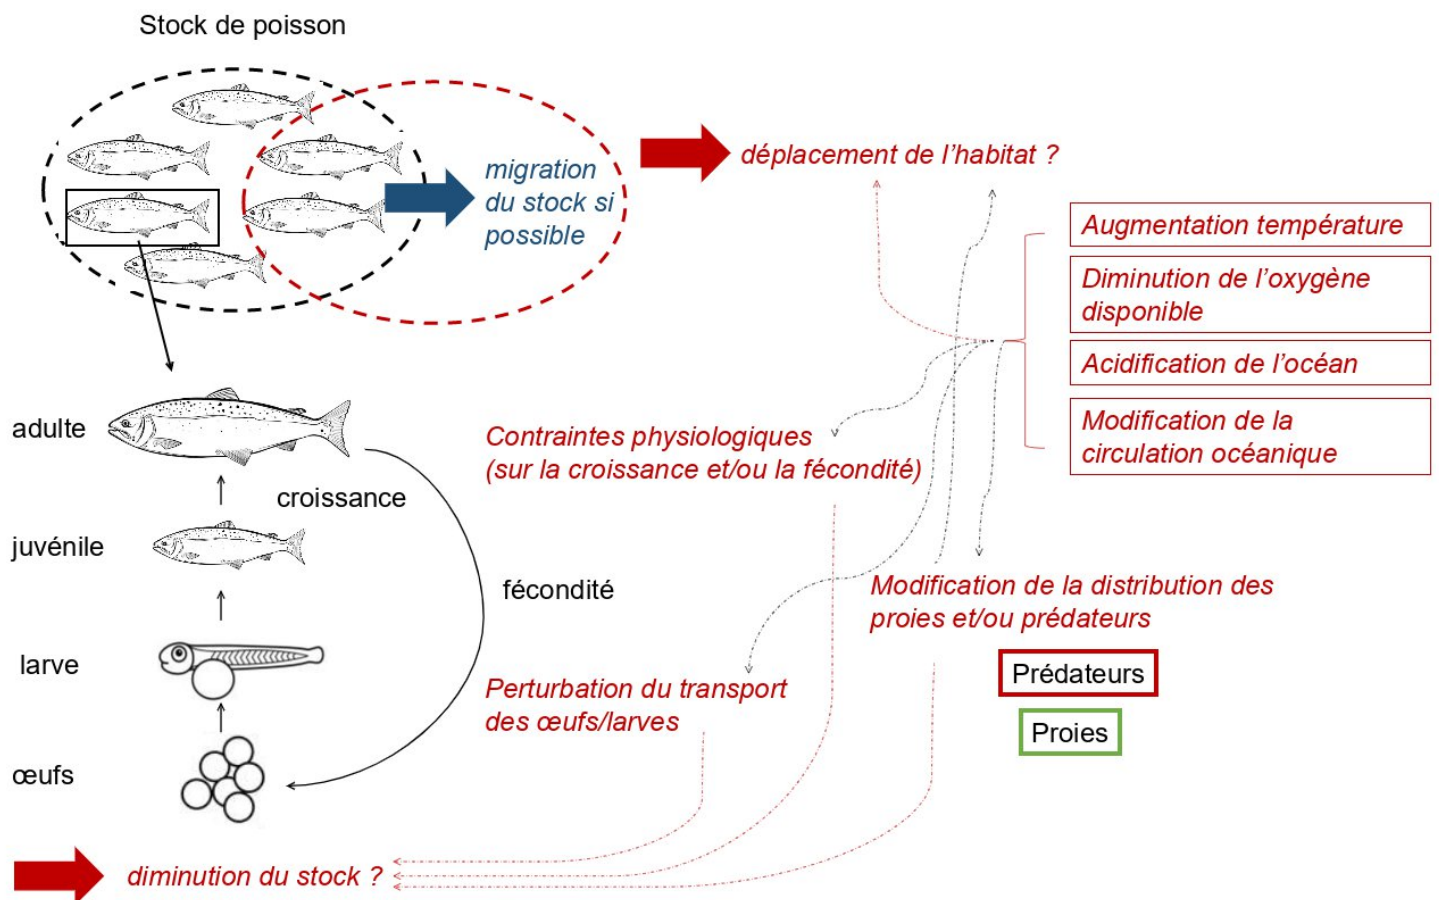 Stock de poisson
migration
du stock si
possible
déplacement de l'habitat ?
Augmentation température
Diminution de l'oxygène
disponible
Acidification de l'océan
Modification de la
circulation océanique
adulte
croissance
juvénile
fécondité
larve
œufs
Contraintes physiologiques
(sur la croissance et/ou la fécondité)
Modification de la distribution des
proies et/ou prédateurs
Prédateurs
Proies
Perturbation du transport
des œufs/larves
diminution du stock ?